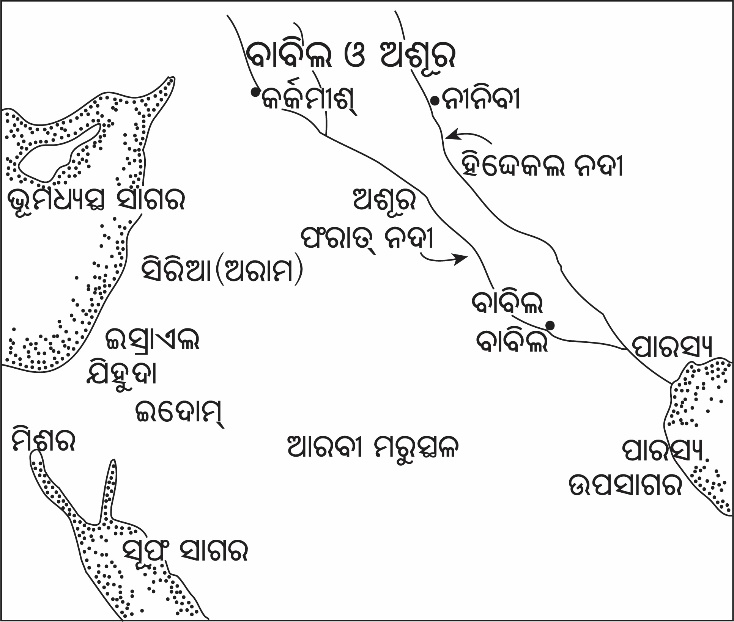 ବାବିଲ ଓ ଅଶୂର
କର୍କମୀଶ୍
ନୀନିବୀ
ହିଦ୍ଦେକଲ ନଦୀ
ଭୂମଧ୍ୟସ୍ଥ ସାଗର
ଅଶୂର
ଫରାତ୍ ନଦୀ
ସିରିଆ(ଅରାମ)
ବାବିଲ
ବାବିଲ
ଇସ୍ରାଏଲ
ଯିହୁଦା
ପାରସ୍ୟ
ଇଦୋମ୍
ମିଶର
ଆରବୀ ମରୁସ୍ଥଳ
ପାରସ୍ୟ
ଉପସାଗର
ସୂଫ ସାଗର